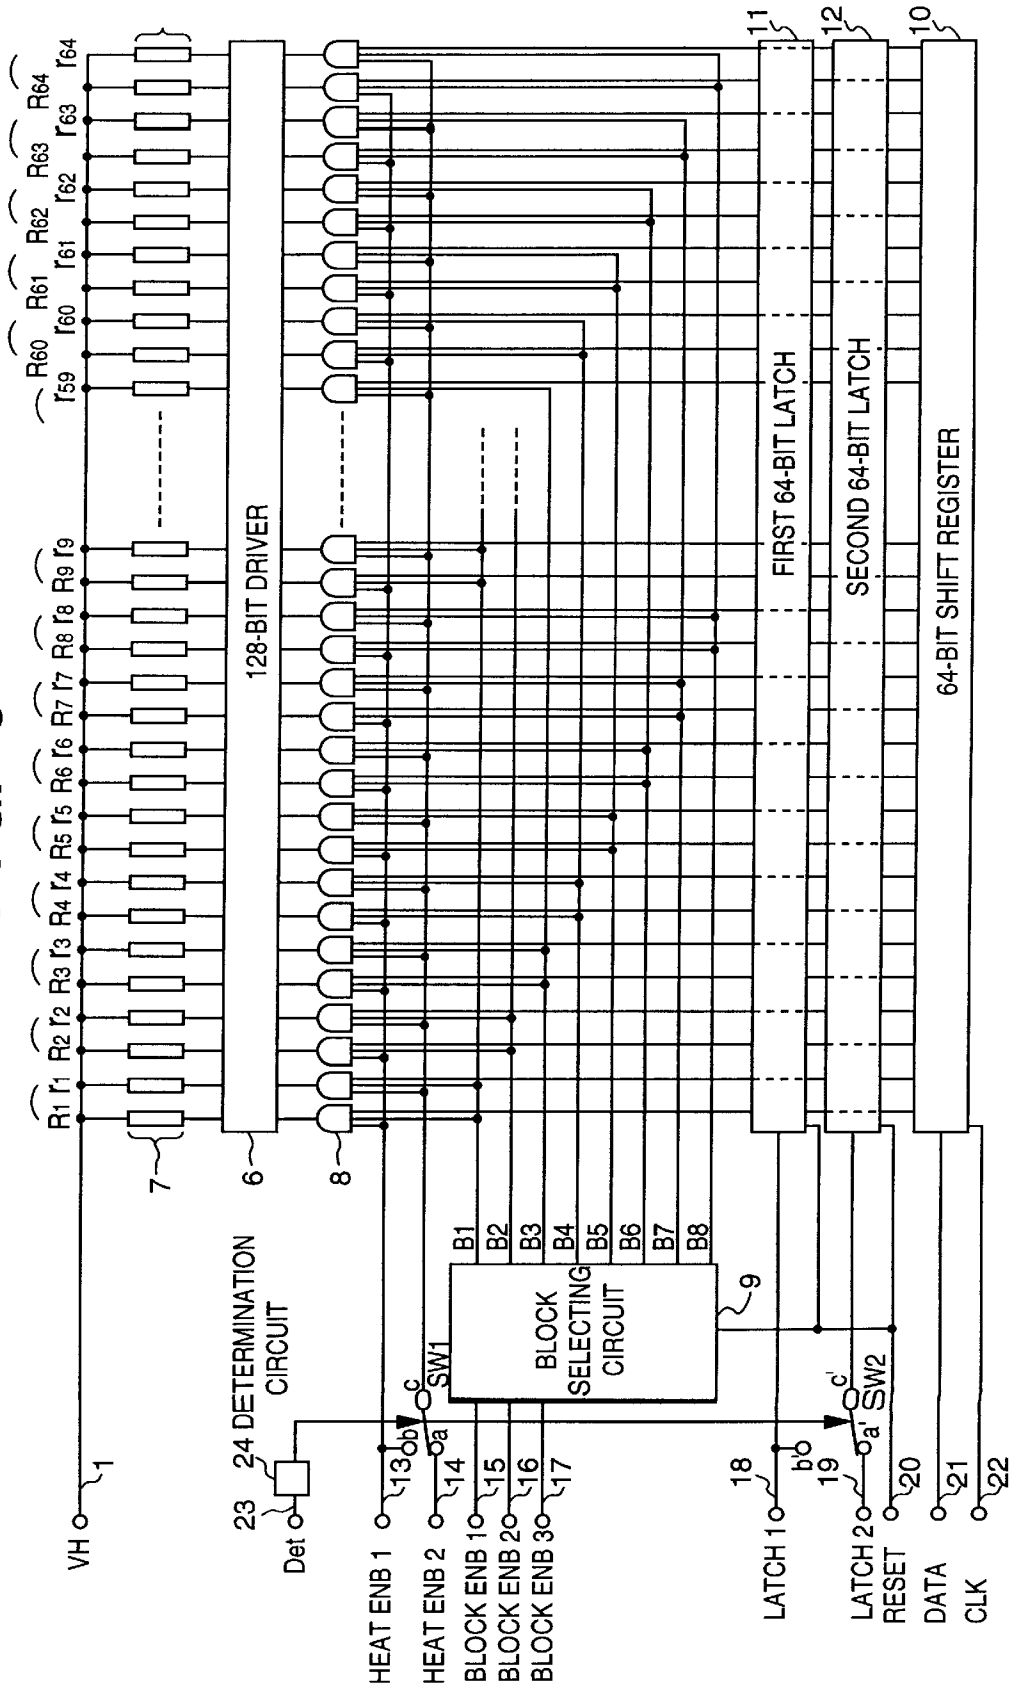 R1 r1 R2 r2 R3 r3 R4 r4 R5 r5 R6 r6 R7 r7 R8 r8 R9 r9 r59 R60 r60 R61 r61 R62 r62 R63 r63 R64 r64
VH 1
7
128-BIT DRIVER
6
8
23
Det
24 DETERMINATION
CIRCUIT
HEAT ENB 1 13
HEAT ENB 2 14
BLOCK ENB 1 15
BLOCK ENB 2 16
BLOCK ENB 3 17
b
a
c
SW1
BLOCK
SELECTING
CIRCUIT
9
B1
B2
B3
B4
B5
B6
B7
B8
FIRST 64-BIT LATCH
11
SECOND 64-BIT LATCH
12
64-BIT SHIFT REGISTER
10
LATCH 1 18
b'
a'
c'
SW2
LATCH 2 19
RESET 20
DATA 21
CLK 22